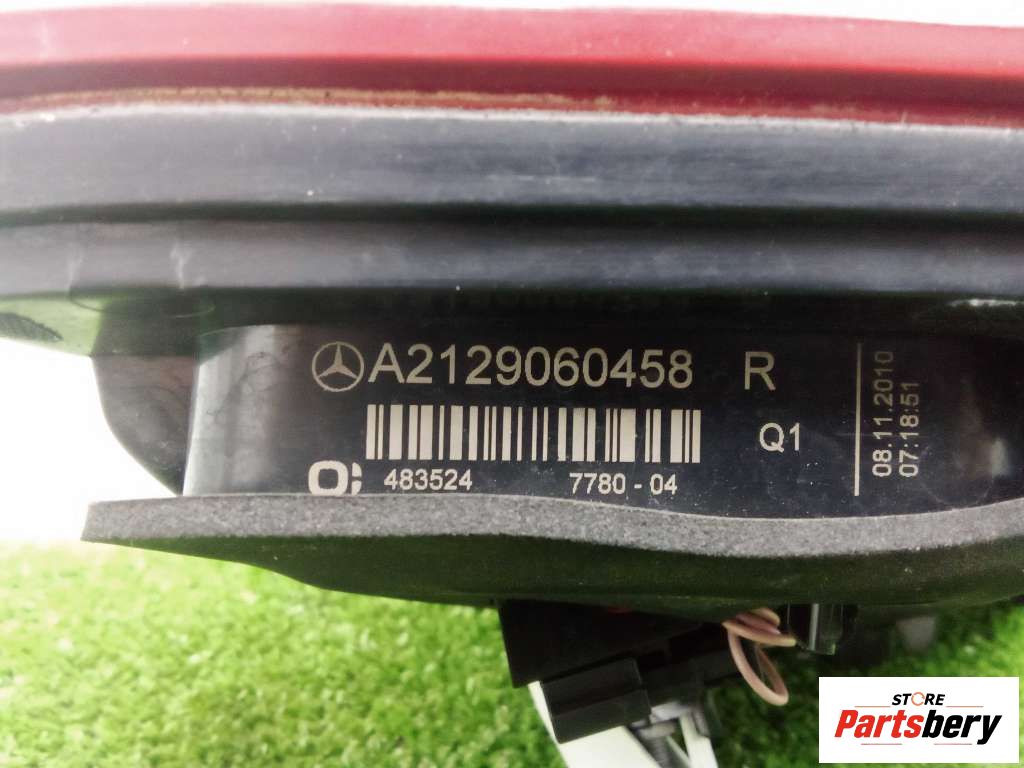 A2129060458 R
Q1
483524 7780 - 04
08.11.2010
07:18:51
STORE
Partsbery